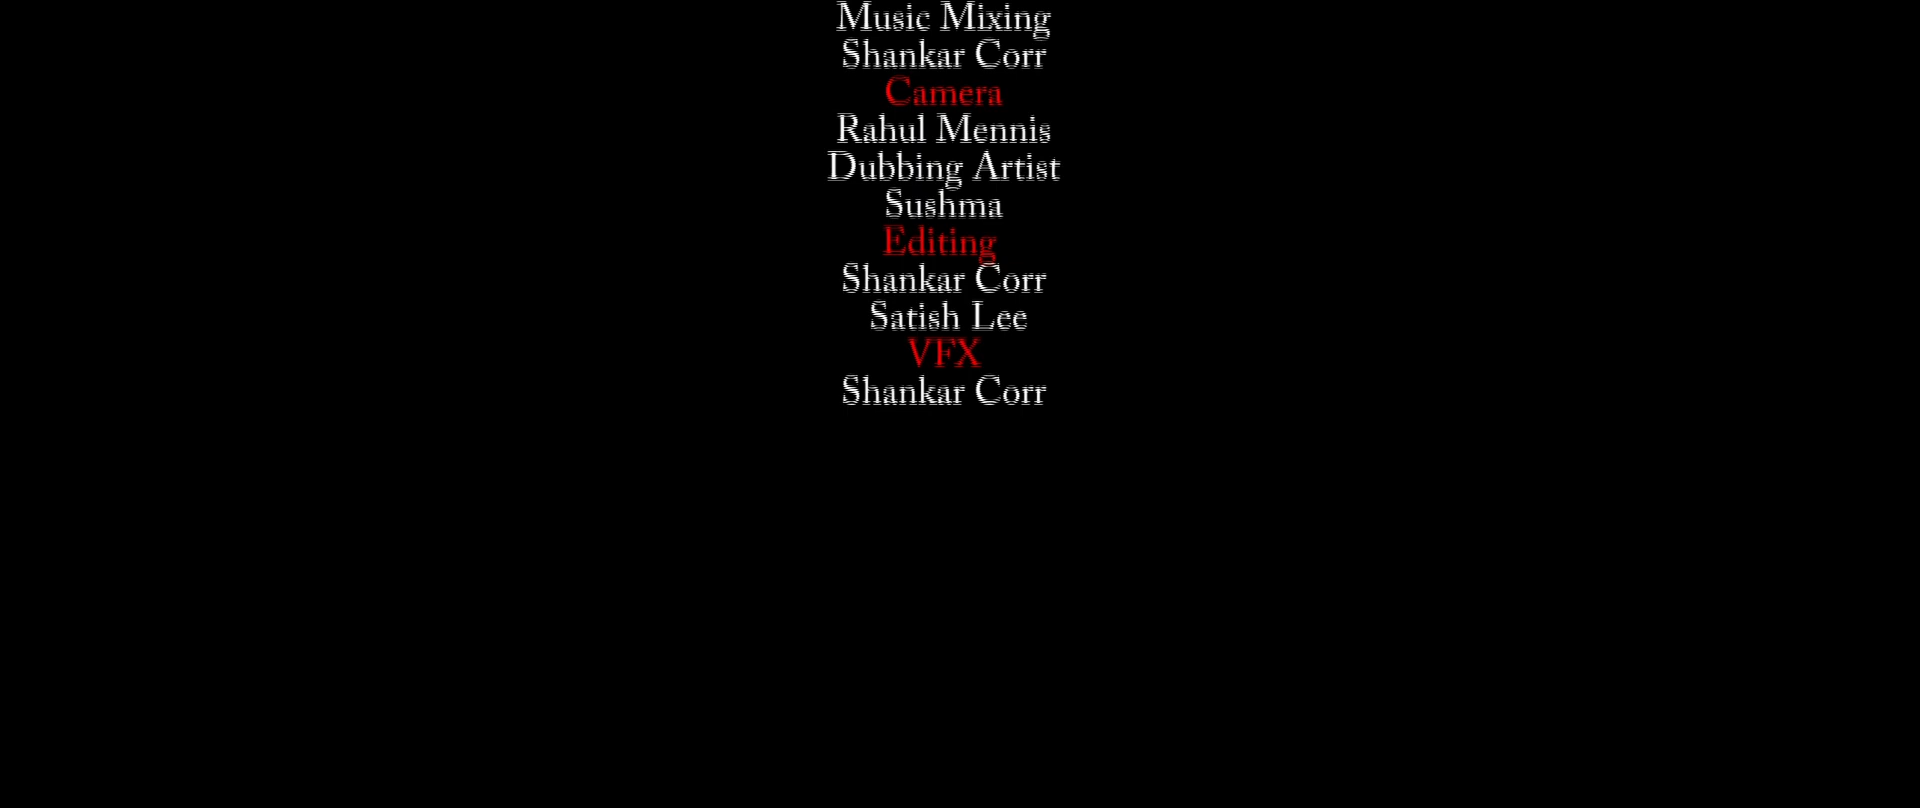 Music Mixing
Shankar Corr
Camera
Rahul Mennis
Dubbing Artist
Sushma
Editing
Shankar Corr
Satish Lee
VFX
Shankar Corr